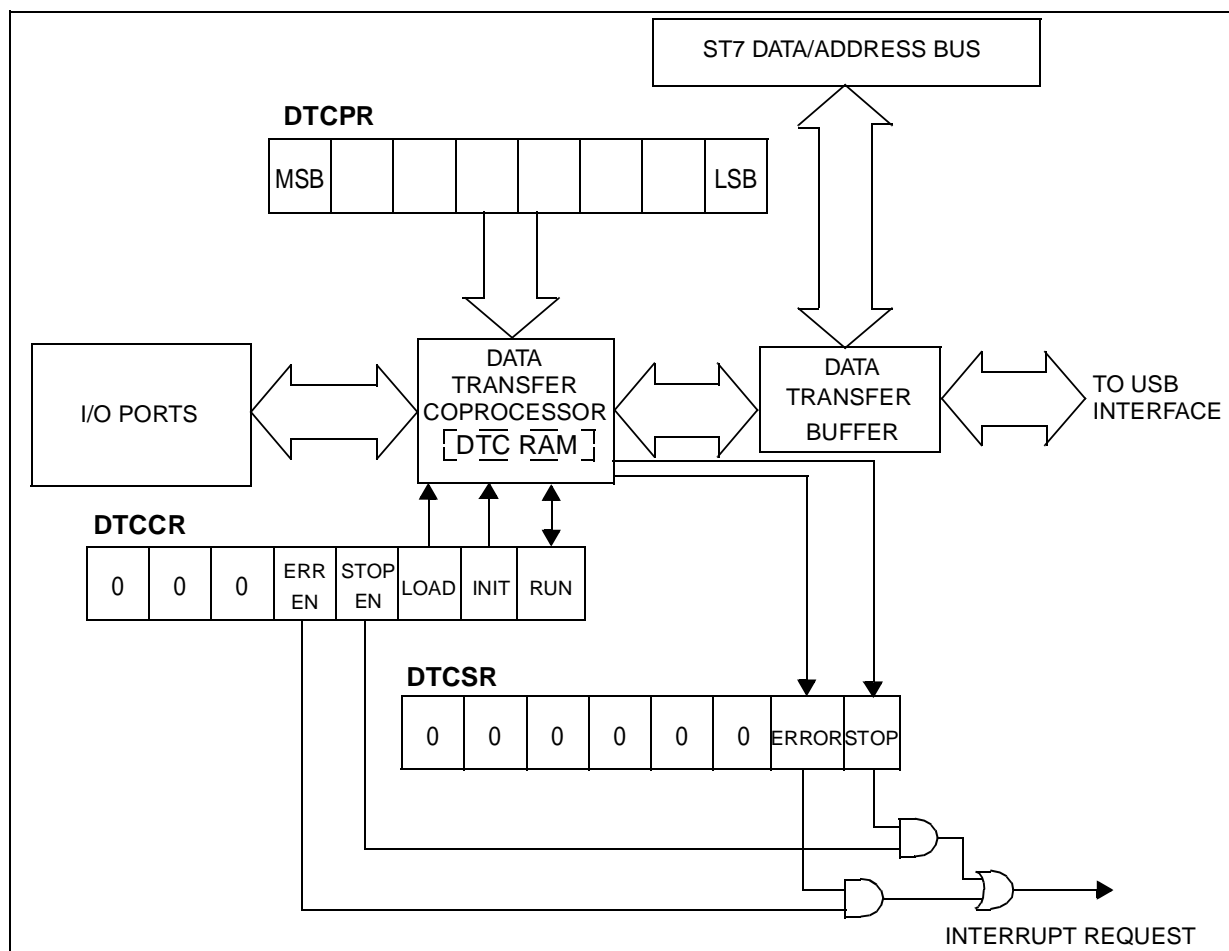 ST7 DATA/ADDRESS BUS
DTCPR
MSB
LSB
I/O PORTS
DATA
TRANSFER
COPROCESSOR
DTC RAM
DATA
TRANSFER
BUFFER
TO USB
INTERFACE
DTCCR
0 0 0 ERR EN STOP EN LOAD INIT RUN
DTCSR
0 0 0 0 0 0 ERROR STOP
INTERRUPT REQUEST